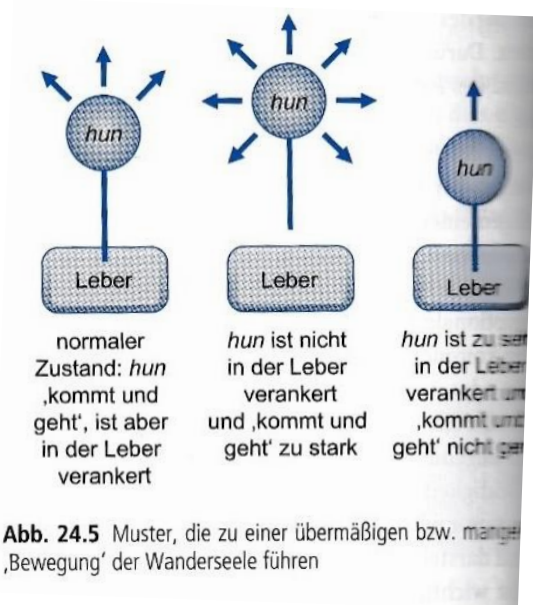 hun
hun
hun
Leber
Leber
Leber
normaler
Zustand: hun
‚kommt und
geht‘, ist aber
in der Leber
verankert
hun ist nicht
in der Leber
verankert
und ‚kommt und
geht‘ zu stark
hun ist zu
in der Leber
verankert
‚kommt und
geht‘ nicht
Abb. 24.5 Muster, die zu einer übermäßigen bzw.
‚Bewegung‘ der Wanderseele führen